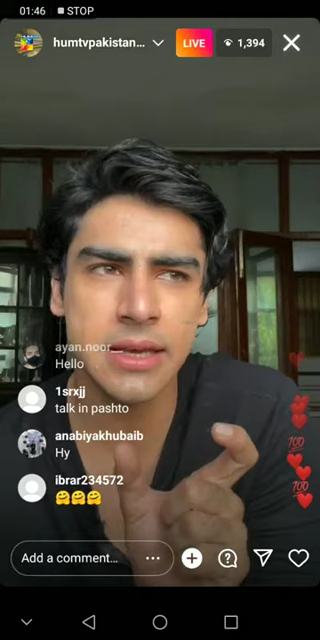 01:46 STOP
humtvpakistan...
LIVE
1,394
ayan.noor
Hello
1srxjj
talk in pashto
anabiyakhubaib
Hy
ibrar234572
🤗🤗🤗
💯
💯
Add a comment...